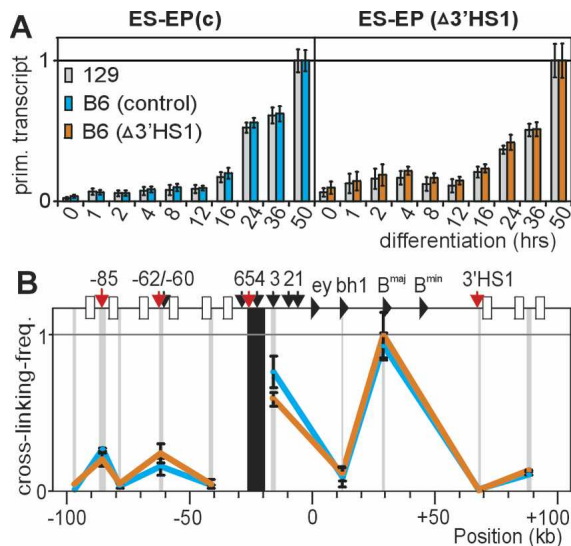 A ES-EP(c) ES-EP (Δ3'HS1)
prim. transcript
1
0
129
B6 (control)
B6 (Δ3'HS1)
0 1 2 4 8 12 16 24 36 50 0 1 2 4 8 12 16 24 36 50
differentiation (hrs)
B -85 -62/-60 654 3 21 ey bh1 Bmaj Bmin 3'HS1
cross-linking-freq.
1
0
-100 -50 0 +50 +100
Position (kb)